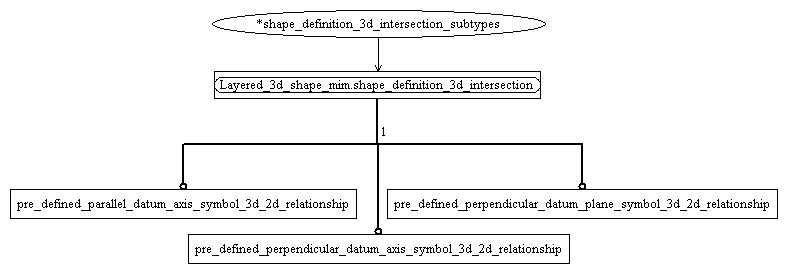 *shape_definition_3d_intersection_subtypes
Layered_3d_shape_mim.shape_definition_3d_intersection
1
pre_defined_parallel_datum_axis_symbol_3d_2d_relationship
pre_defined_perpendicular_datum_plane_symbol_3d_2d_relationship
pre_defined_perpendicular_datum_axis_symbol_3d_2d_relationship